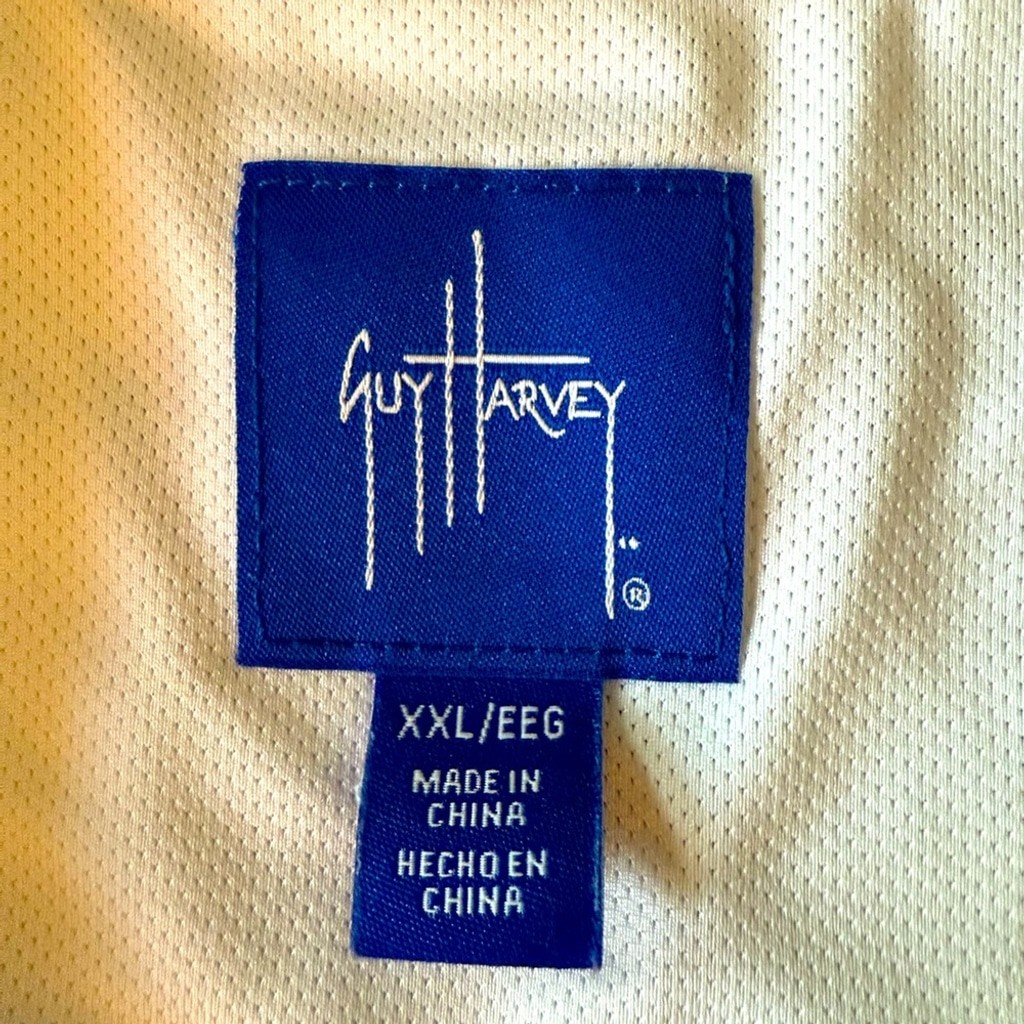 GUY HARVEY
®
XXL/EEG
MADE IN
CHINA
HECHO EN
CHINA